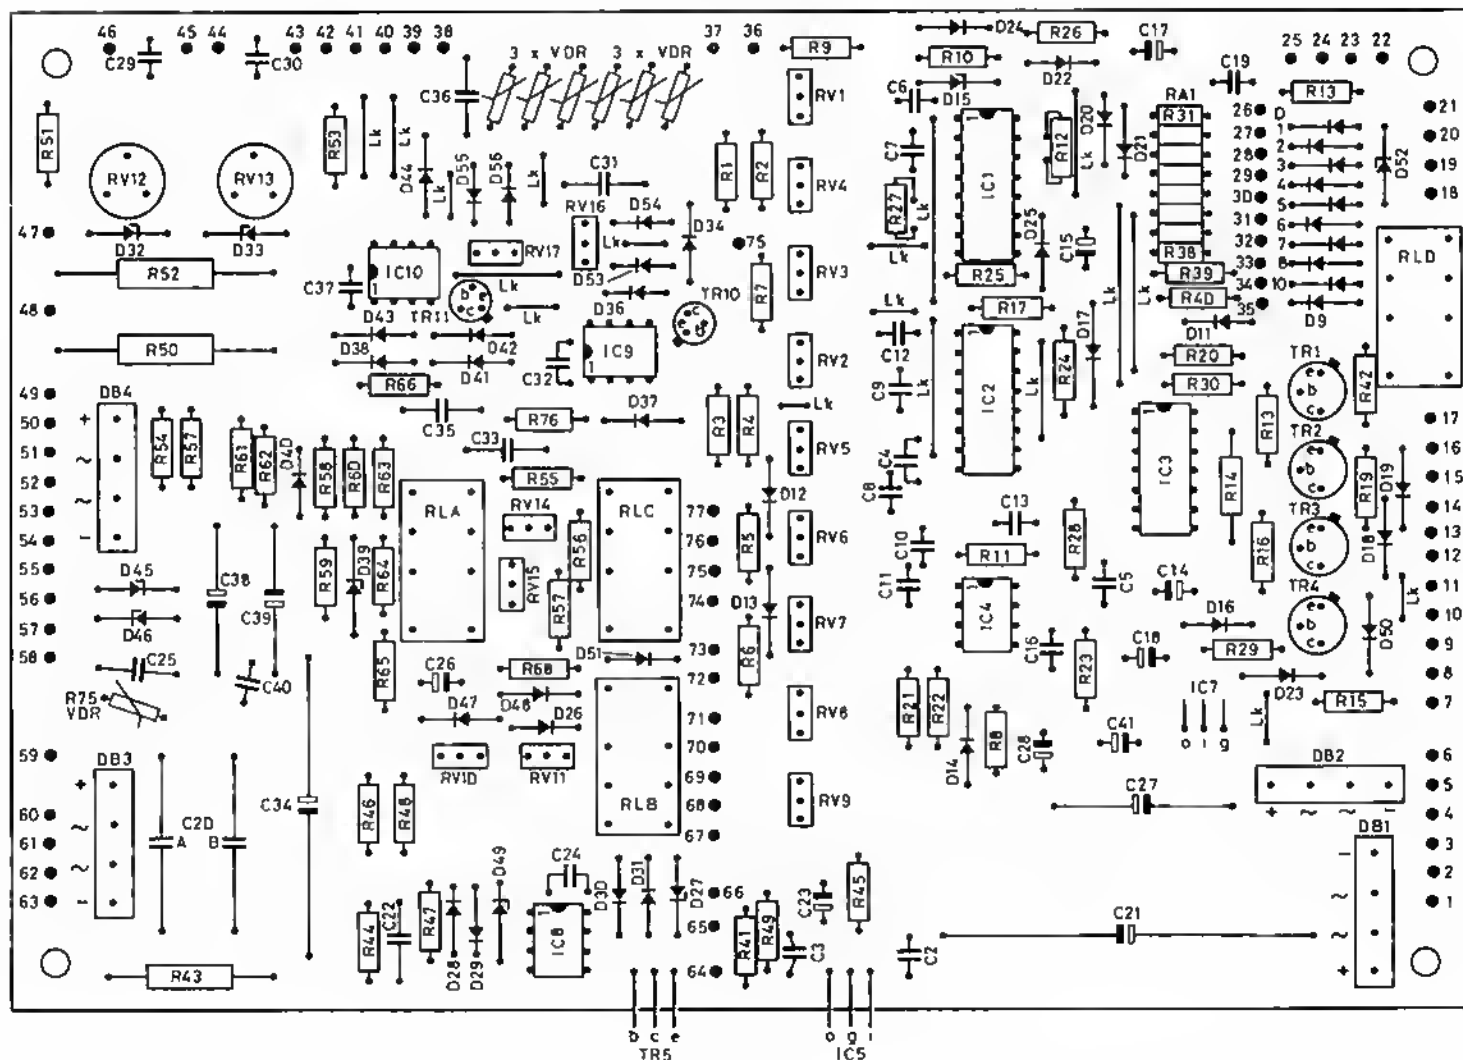 46
45
44
43
42
41
40
39
38
37
36
C29
C30
C36
3 x VDR
3 x VDR
R9
D24
R10
D15
R26
D22
C17
C19
25
24
23
22
R13
21
20
19
18
R51
RV12
RV13
R53
Lk
Lk
D44
Lk
D55
D56
Lk
C31
R1
R2
RV1
RV4
C6
C7
R27
Lk
Lk
1
IC1
R12
Lk
D20
D21
RA1
R31
R38
26
27
28
29
30
31
32
33
34
35
D
1
2
3
4
5
6
7
8
10
D9
D52
RLD
47
D32
D33
R52
48
R50
C37
1
IC10
RV17
RV16
Lk
D54
D53
D36
D34
TR11
b
c
e
Lk
D43
D42
D38
D41
R66
C35
C32
1
IC9
TR10
e
b
c
75
R7
RV3
RV2
Lk
C12
C9
Lk
Lk
R25
R17
D25
C15
Lk
Lk
R39
R40
D11
R20
R30
D17
R24
IC2
Lk
49
50
51
52
53
54
55
56
57
58
DB4
+
~
~
−
R54
R57
R61
R62
D40
R58
R60
R63
C33
R76
D37
R55
RLA
RV14
RV15
R56
R57
RLC
R3
R4
Lk
RV5
D12
77
76
75
74
73
72
71
70
69
68
67
R5
RV6
D13
R6
RV7
C4
C8
C10
C11
C13
R11
IC4
R28
C5
IC3
R14
R13
R16
C14
TR1
e
b
c
TR2
e
b
c
TR3
e
b
c
TR4
e
b
c
R42
R19
D19
D18
D50
Lk
17
16
15
14
13
12
11
10
9
8
7
6
5
4
3
2
1
D45
D46
C25
R75
VDR
C38
C39
C40
R59
D39
R64
R65
C26
D47
R68
D48
D26
D51
RV10
RV11
RLB
RV8
RV9
R21
R22
D14
R8
C28
C16
R23
C18
D16
R29
D23
IC7
o
i
g
Lk
R15
C41
C27
DB2
+
~
~
−
DB1
−
~
~
+
59
60
61
62
63
DB3
+
~
~
−
C20
A
B
C34
R46
R48
R44
C22
R47
D28
D29
D49
C24
1
IC8
D30
D31
D27
66
65
64
R41
R49
C3
C23
R45
C2
C21
R43
b
c
e
TR5
o
g
i
IC5